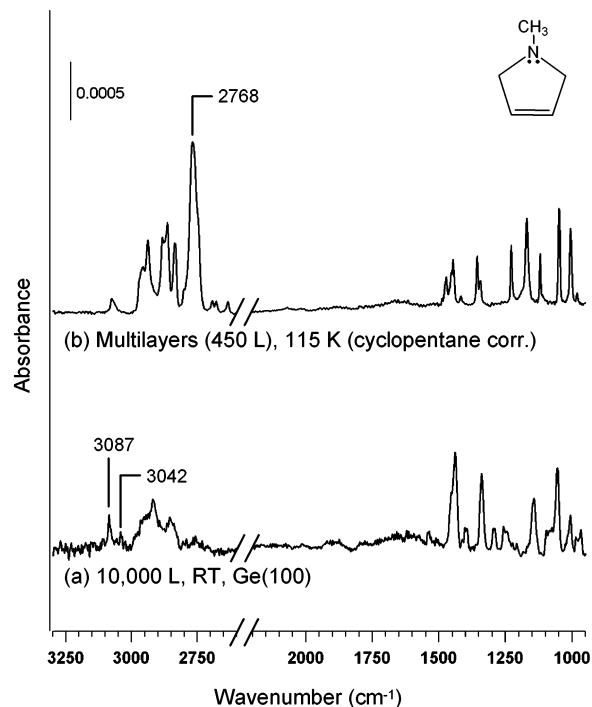 CH3
N
0.0005
2768
(b) Multilayers (450 L), 115 K (cyclopentane corr.)
Absorbance
3087
3042
(a) 10,000 L, RT, Ge(100)
3250 3000 2750 2000 1750 1500 1250 1000
Wavenumber (cm-1)